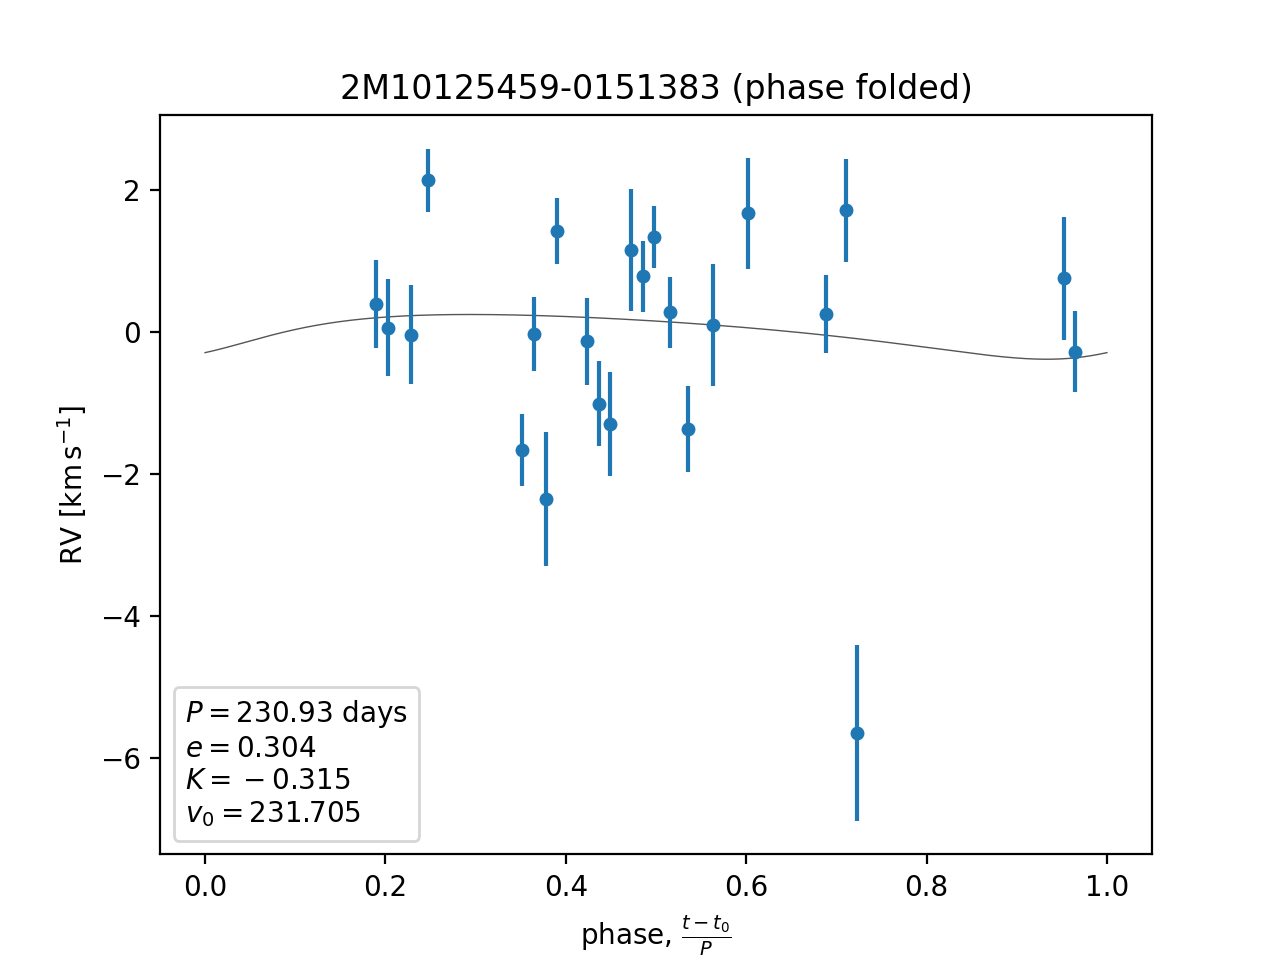 2M10125459-0151383 (phase folded)
RV [km s⁻¹]
2
0
−2
−4
−6
P = 230.93 days
e = 0.304
K = −0.315
v₀ = 231.705
0.0 0.2 0.4 0.6 0.8 1.0
phase, (t − t₀)/P